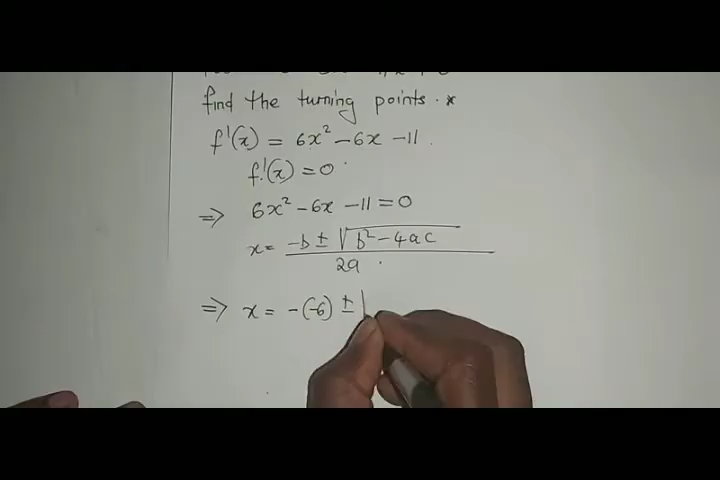 find the turning points.
f'(x) = 6x² - 6x - 11.
f'(x) = 0
⇒ 6x² - 6x - 11 = 0
x = -b ± √b² - 4ac / 2a
⇒ x = -(-6) ±